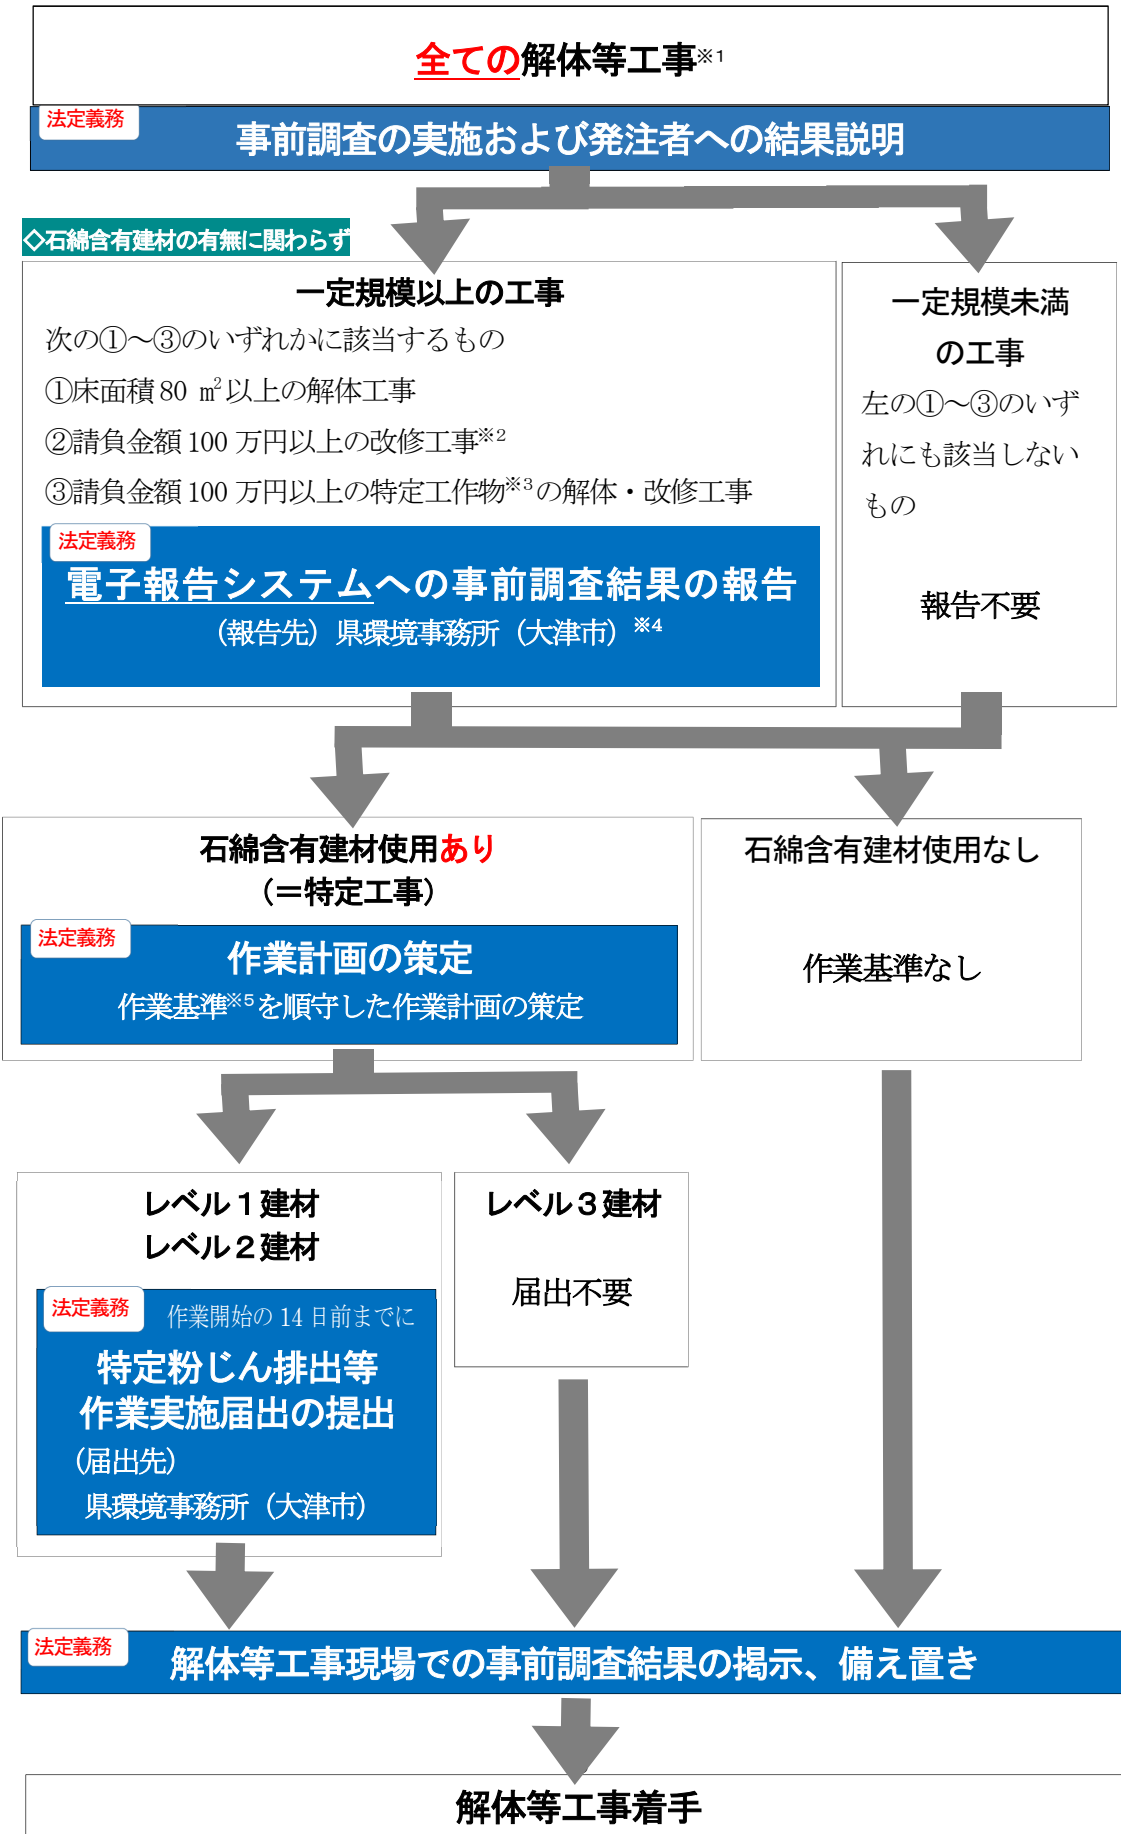 全ての解体等工事※1
法定義務
事前調査の実施および発注者への結果説明
◇石綿含有建材の有無に関わらず
一定規模以上の工事
次の①～③のいずれかに該当するもの
①床面積80 ㎡以上の解体工事
②請負金額100 万円以上の改修工事※2
③請負金額100 万円以上の特定工作物※3の解体・改修工事
法定義務
電子報告システムへの事前調査結果の報告
（報告先）県環境事務所（大津市）※4
一定規模未満
の工事
左の①～③のいず
れにも該当しない
もの
報告不要
石綿含有建材使用あり
（＝特定工事）
法定義務
作業計画の策定
作業基準※5を順守した作業計画の策定
石綿含有建材使用なし
作業基準なし
レベル１建材
レベル２建材
法定義務
作業開始の14日前までに
特定粉じん排出等
作業実施届出の提出
（届出先）
県環境事務所（大津市）
レベル３建材
届出不要
法定義務
解体等工事現場での事前調査結果の掲示、備え置き
解体等工事着手